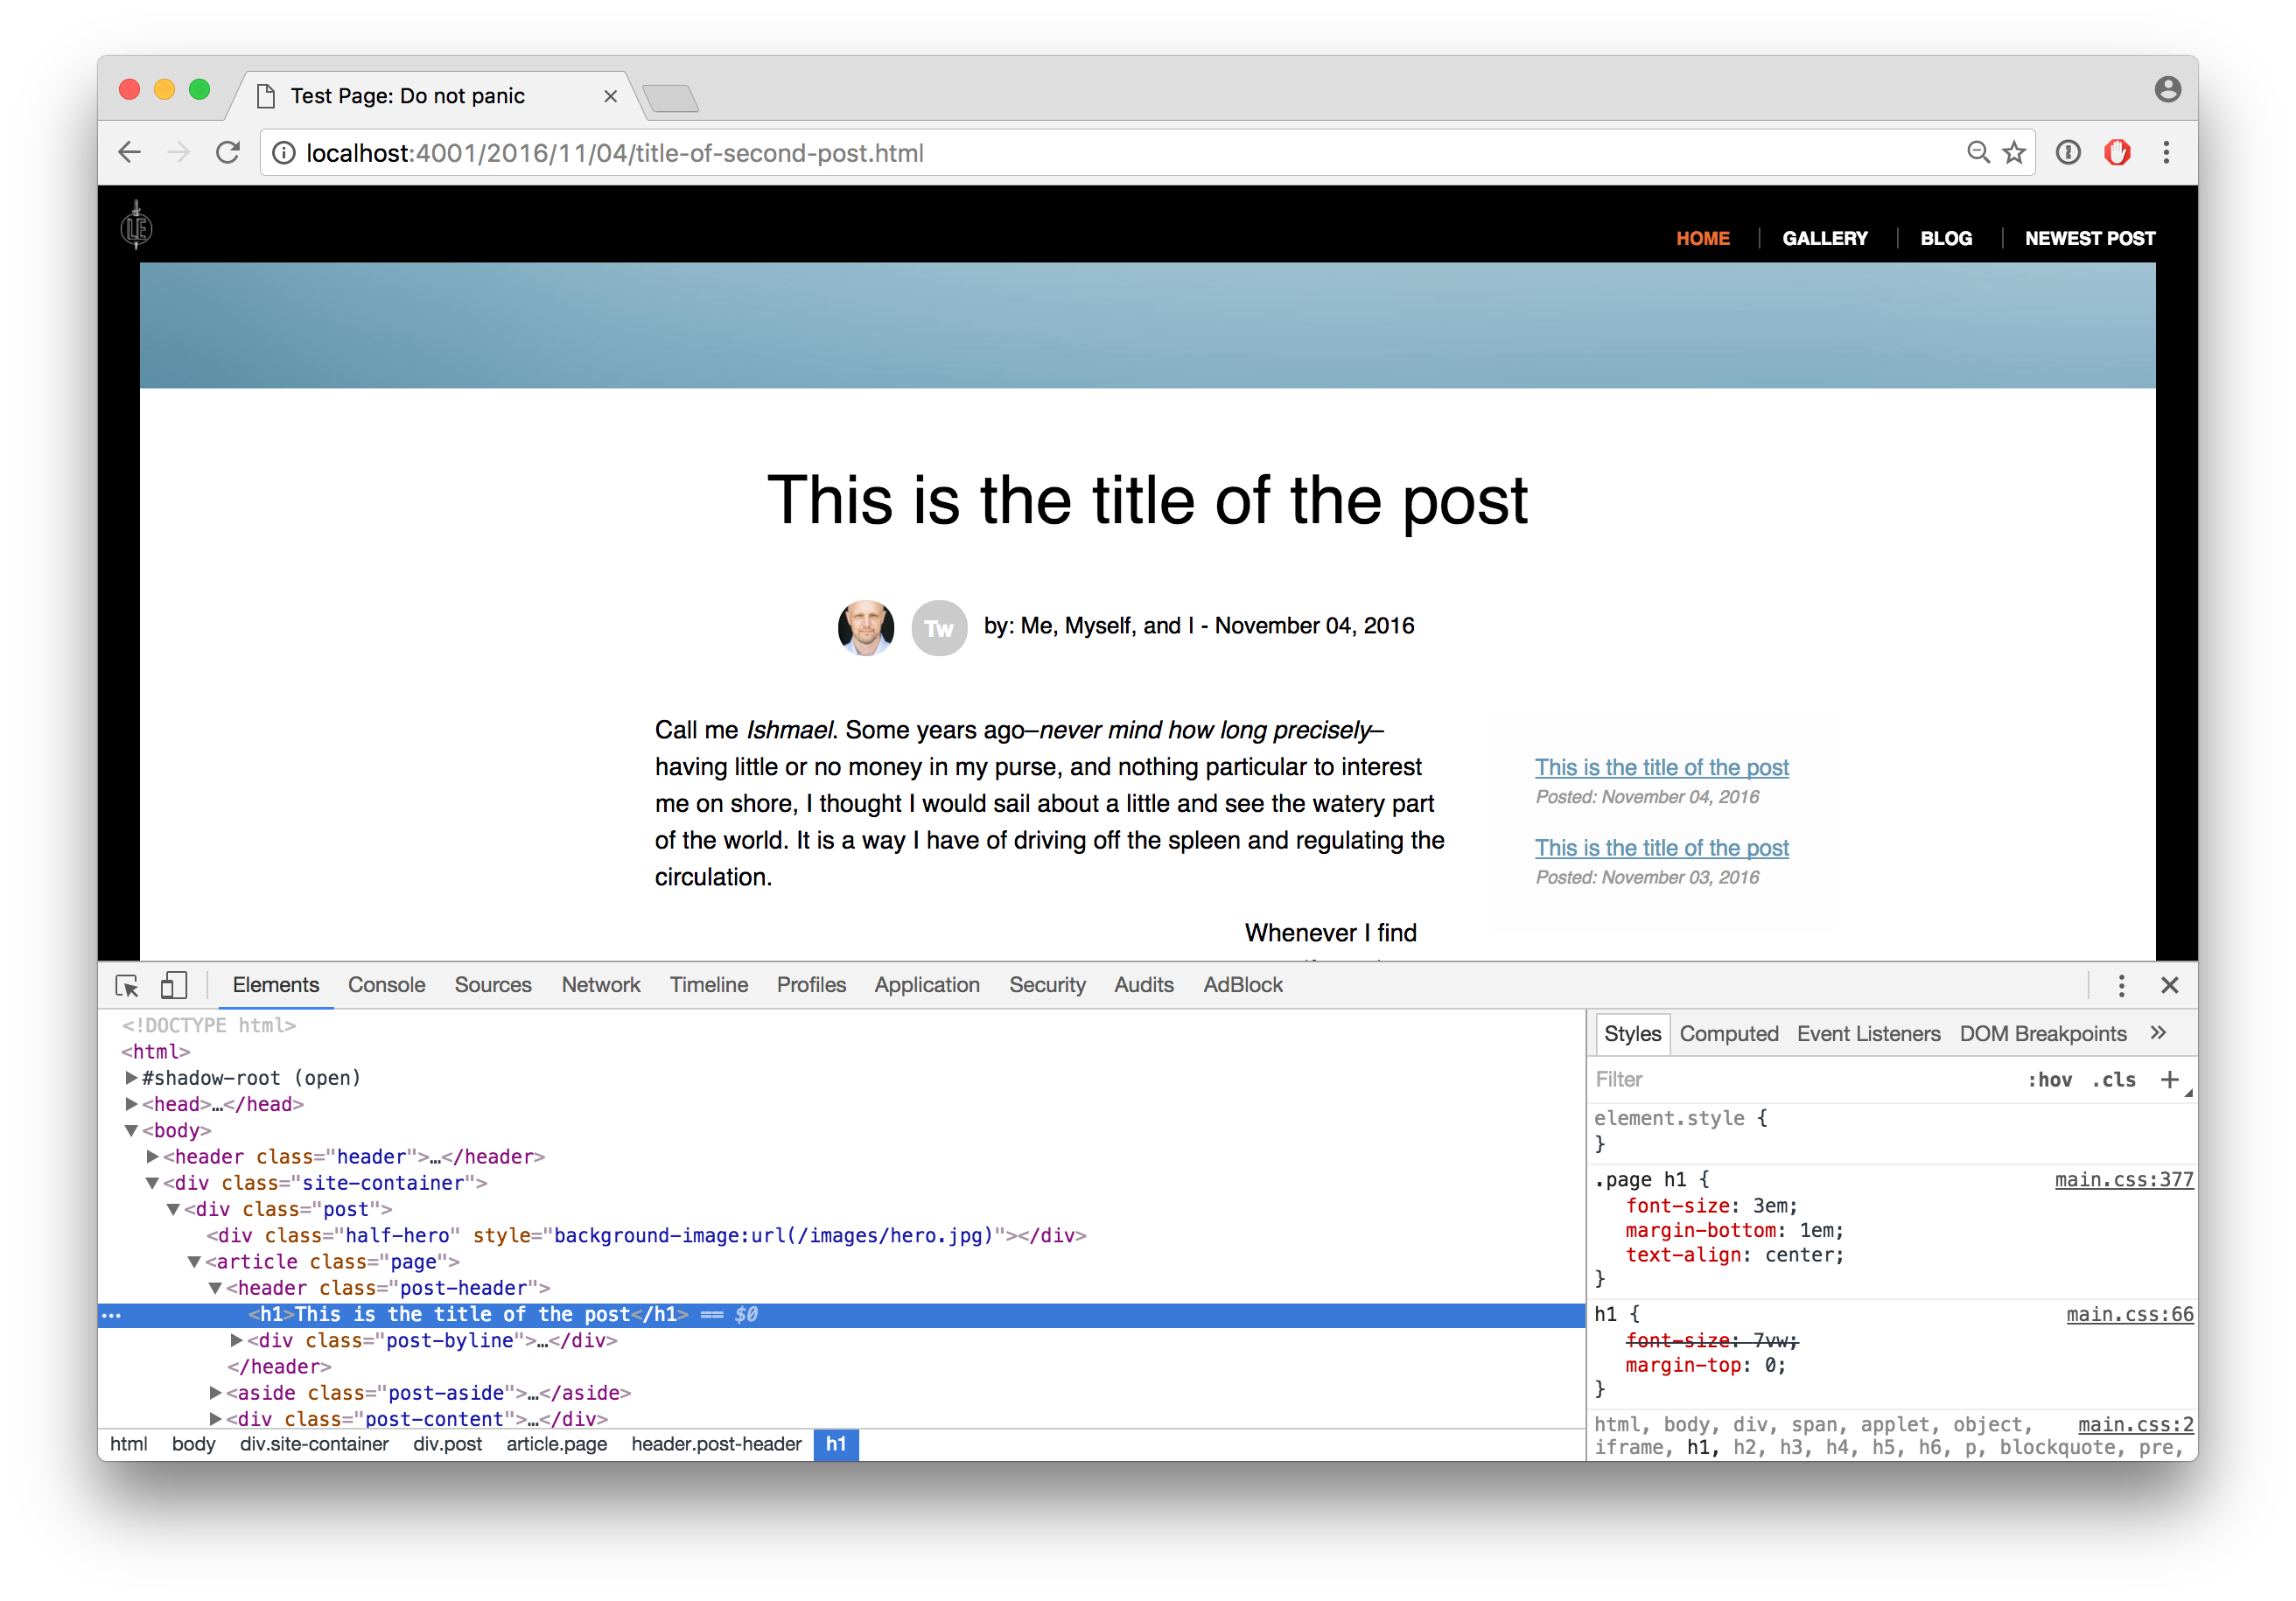 Test Page: Do not panic
localhost:4001/2016/11/04/title-of-second-post.html
LE
HOME GALLERY BLOG NEWEST POST
This is the title of the post
Tw by: Me, Myself, and I - November 04, 2016
Call me Ishmael. Some years ago–never mind how long precisely–
having little or no money in my purse, and nothing particular to interest
me on shore, I thought I would sail about a little and see the watery part
of the world. It is a way I have of driving off the spleen and regulating the
circulation.
Whenever I find
This is the title of the post
Posted: November 04, 2016
This is the title of the post
Posted: November 03, 2016
Elements Console Sources Network Timeline Profiles Application Security Audits AdBlock
<!DOCTYPE html>
<html>
#shadow-root (open)
<head>…</head>
<body>
<header class="header">…</header>
<div class="site-container">
<div class="post">
<div class="half-hero" style="background-image:url(/images/hero.jpg)"></div>
<article class="page">
<header class="post-header">
… <h1>This is the title of the post</h1> == $0
<div class="post-byline">…</div>
</header>
<aside class="post-aside">…</aside>
<div class="post-content">…</div>
html body div.site-container div.post article.page header.post-header h1
Styles Computed Event Listeners DOM Breakpoints »
Filter :hov .cls +
element.style {
}
.page h1 { main.css:377
font-size: 3em;
margin-bottom: 1em;
text-align: center;
}
h1 { main.css:66
font-size: 7vw;
margin-top: 0;
}
html, body, div, span, applet, object, main.css:2
iframe, h1, h2, h3, h4, h5, h6, p, blockquote, pre,